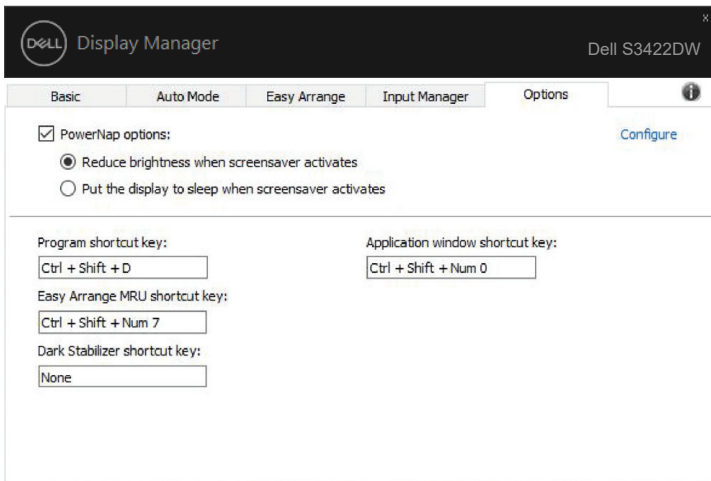 x
DELL Display Manager
Dell S3422DW
Basic Auto Mode Easy Arrange Input Manager Options
PowerNap options: Configure
Reduce brightness when screensaver activates
Put the display to sleep when screensaver activates
Program shortcut key: Application window shortcut key:
Ctrl + Shift + D Ctrl + Shift + Num 0
Easy Arrange MRU shortcut key:
Ctrl + Shift + Num 7
Dark Stabilizer shortcut key:
None